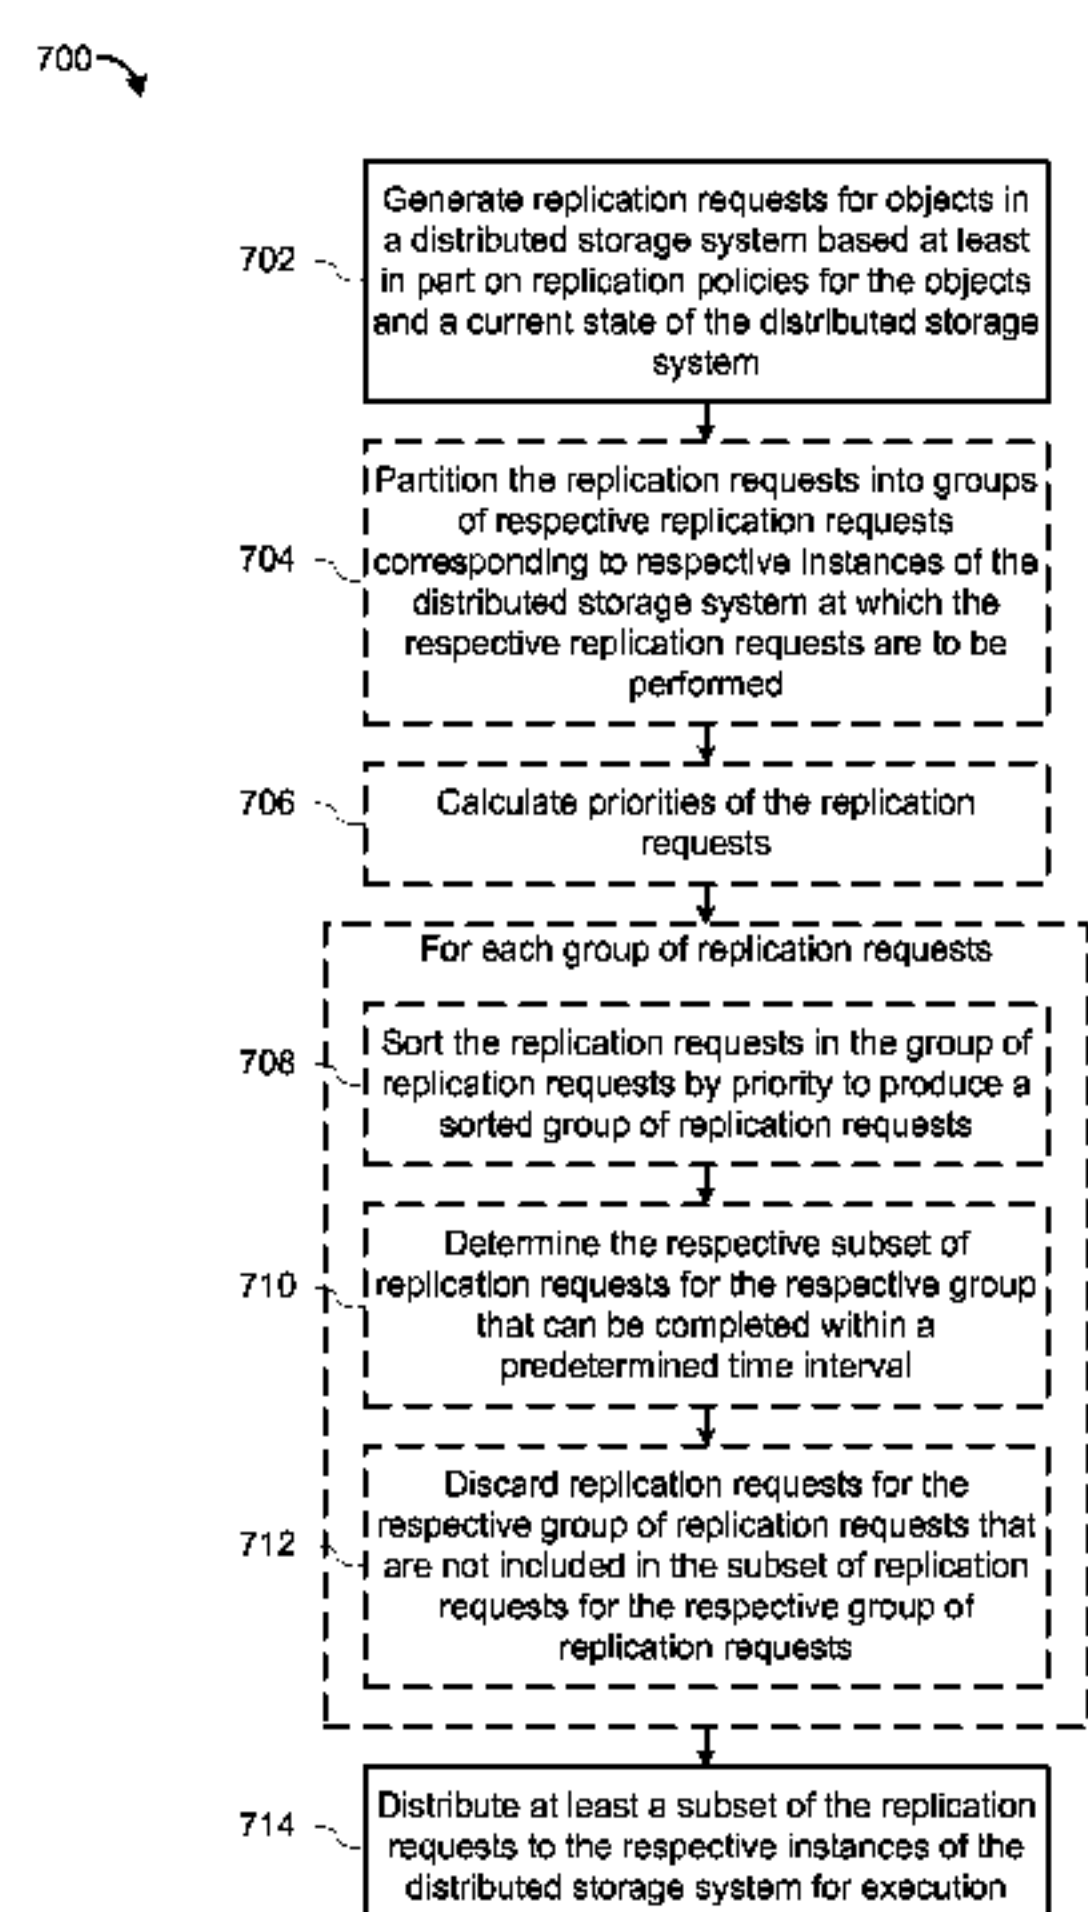 700
702
Generate replication requests for objects in
a distributed storage system based at least
in part on replication policies for the objects
and a current state of the distributed storage
system
704
Partition the replication requests into groups
of respective replication requests
corresponding to respective instances of the
distributed storage system at which the
respective replication requests are to be
performed
706
Calculate priorities of the replication
requests
For each group of replication requests
708
Sort the replication requests in the group of
replication requests by priority to produce a
sorted group of replication requests
710
Determine the respective subset of
replication requests for the respective group
that can be completed within a
predetermined time interval
712
Discard replication requests for the
respective group of replication requests that
are not included in the subset of replication
requests for the respective group of
replication requests
714
Distribute at least a subset of the replication
requests to the respective instances of the
distributed storage system for execution